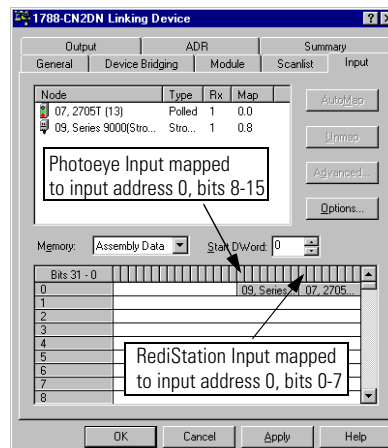 1788-CN2DN Linking Device
Output ADR Summary
General Device Bridging Module Scanlist Input
Node Type Rx Map
07, 2705T (13) Polled 1 0.0
09, Series 9000(Stro... Stro... 1 0.8
AutoMap
Unmap
Advanced...
Options...
Photoeye Input mapped
to input address 0, bits 8-15
Memory: Assembly Data Start DWord: 0
Bits 31 - 0
0 09, Series... 07, 2705...
1
2
3
4
5
6
7
8
RediStation Input mapped
to input address 0, bits 0-7
OK Cancel Apply Help